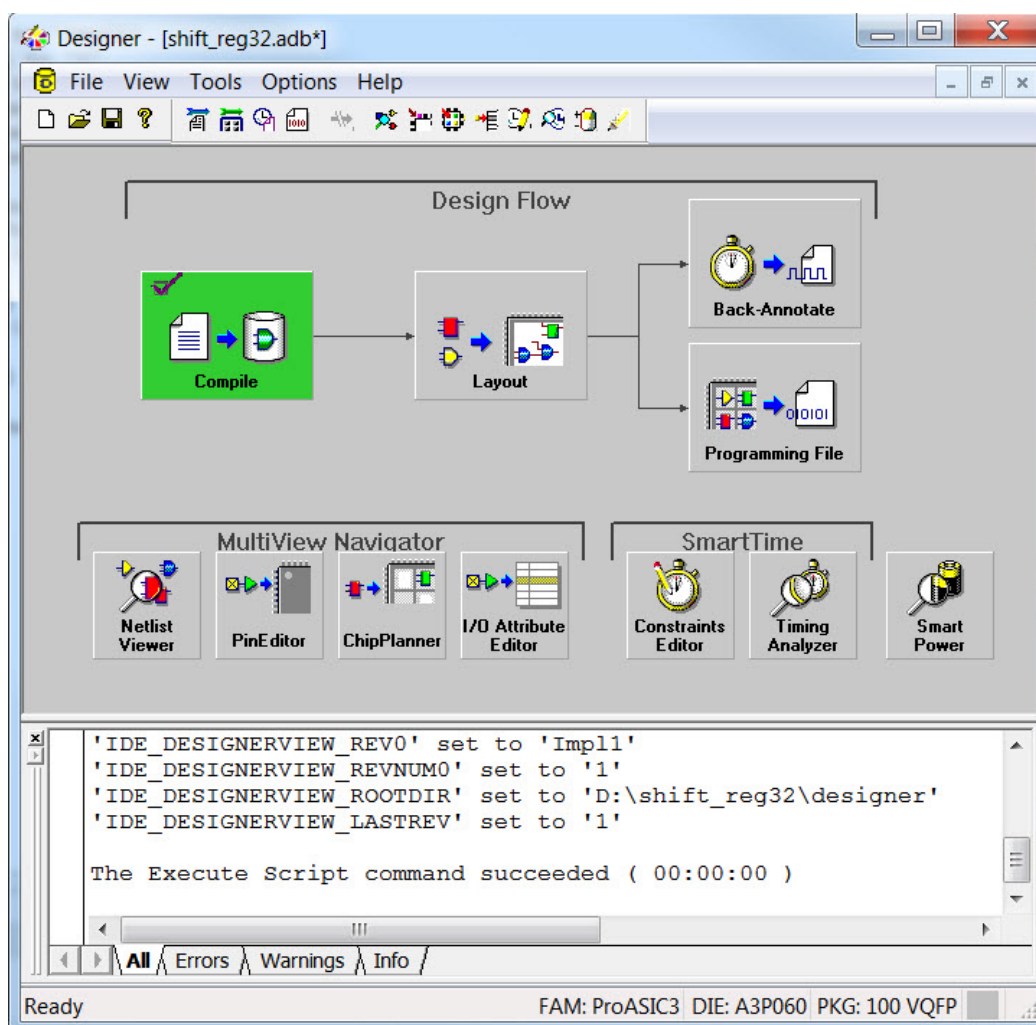 Designer - [shift_reg32.adb*]
File View Tools Options Help
Design Flow
Compile
Layout
Back-Annotate
010101
Programming File
MultiView Navigator
SmartTime
Netlist
Viewer
PinEditor
ChipPlanner
I/O Attribute
Editor
Constraints
Editor
Timing
Analyzer
Smart
Power
'IDE_DESIGNERVIEW_REV0' set to 'Impl1'
'IDE_DESIGNERVIEW_REVNUM0' set to '1'
'IDE_DESIGNERVIEW_ROOTDIR' set to 'D:\shift_reg32\designer'
'IDE_DESIGNERVIEW_LASTREV' set to '1'
The Execute Script command succeeded ( 00:00:00 )
All Errors Warnings Info
Ready FAM: ProASIC3 DIE: A3P060 PKG: 100 VQFP